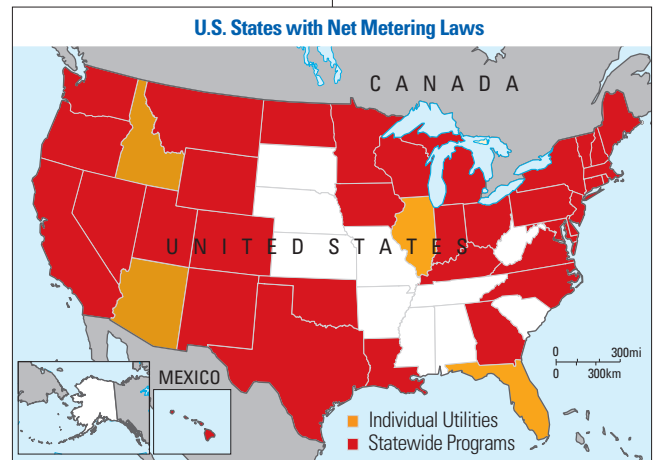 U.S. States with Net Metering Laws
CANADA
UNITED STATES
MEXICO
0 300mi
0 300km
Individual Utilities
Statewide Programs